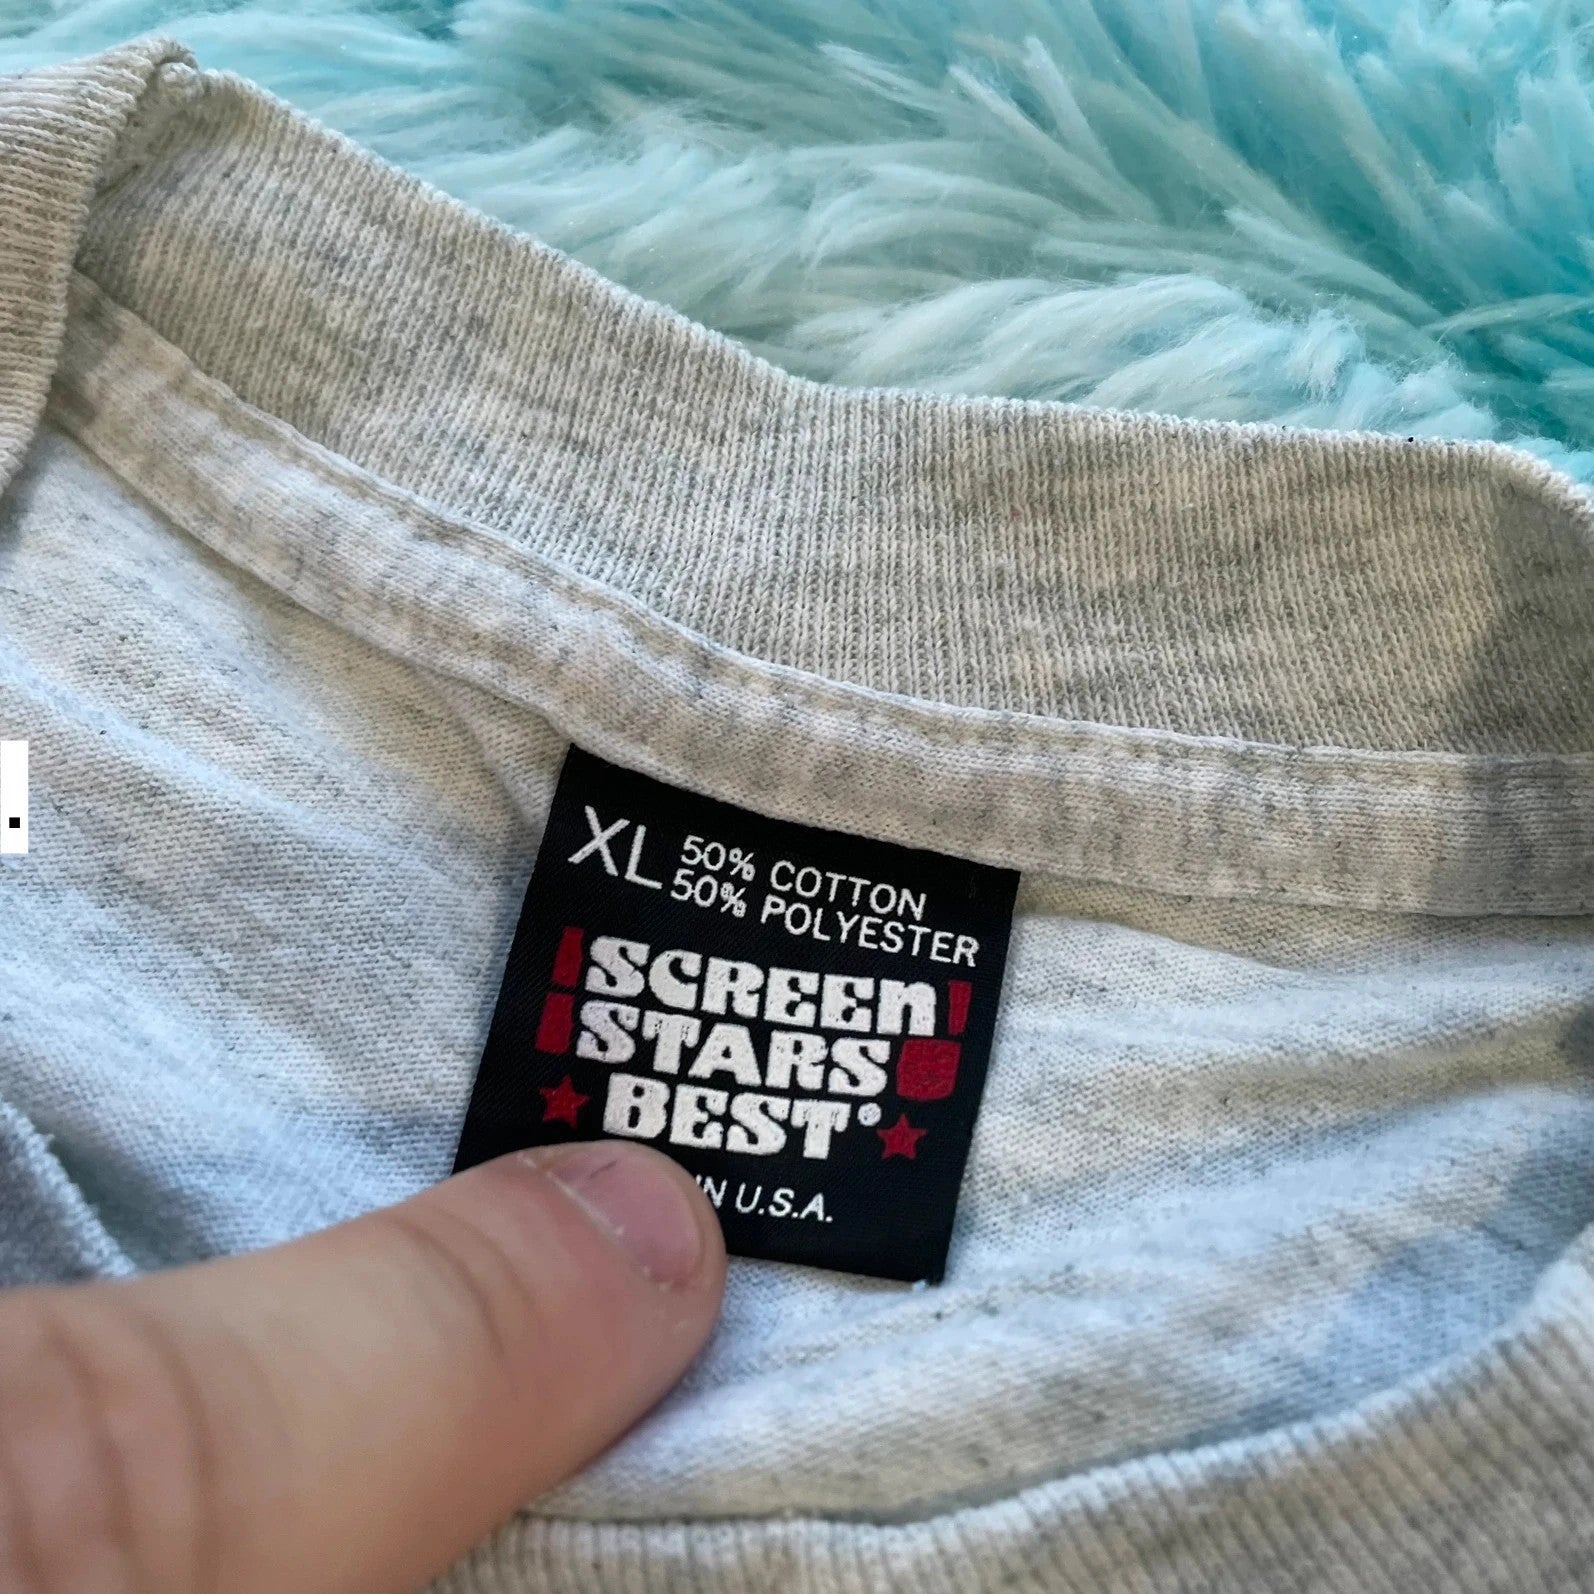 XL 50% COTTON
50% POLYESTER
SCREEN
STARS
BEST®
IN U.S.A.